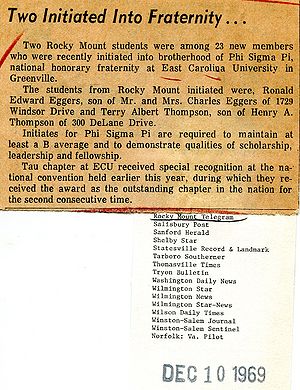 Two Initiated Into Fraternity . . .
Two Rocky Mount students were among 23 new members
who were recently initiated into brotherhood of Phi Sigma Pi,
national honorary fraternity at East Carolina University in
Greenville.
The students from Rocky Mount initiated were, Ronald
Edward Eggers, son of Mr. and Mrs. Charles Eggers of 1729
Windsor Drive and Terry Albert Thompson, son of Henry A.
Thompson of 300 DeLane Drive.
Initiates for Phi Sigma Pi are required to maintain at
least a B average and to demonstrate qualities of scholarship,
leadership and fellowship.
Tau chapter at ECU received special recognition at the na-
tional convention held earlier this year, during which they re-
ceived the award as the outstanding chapter in the nation for
the second consecutive time.
Rocky Mount Telegram
Salisbury Post
Sanford Herald
Shelby Star
Statesville Record & Landmark
Tarboro Southerner
Thomasville Times
Tryon Bulletin
Washington Daily News
Wilmington Star
Wilmington News
Wilmington Star-News
Wilson Daily Times
Winston-Salem Journal
Winston-Salem Sentinel
Norfolk: Va. Pilot
DEC 10 1969